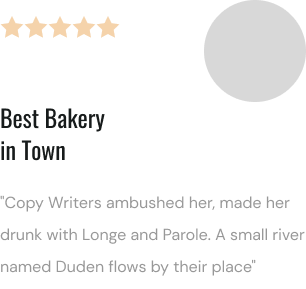 Best Bakery
in Town
"Copy Writers ambushed her, made her
drunk with Longe and Parole. A small river
named Duden flows by their place"